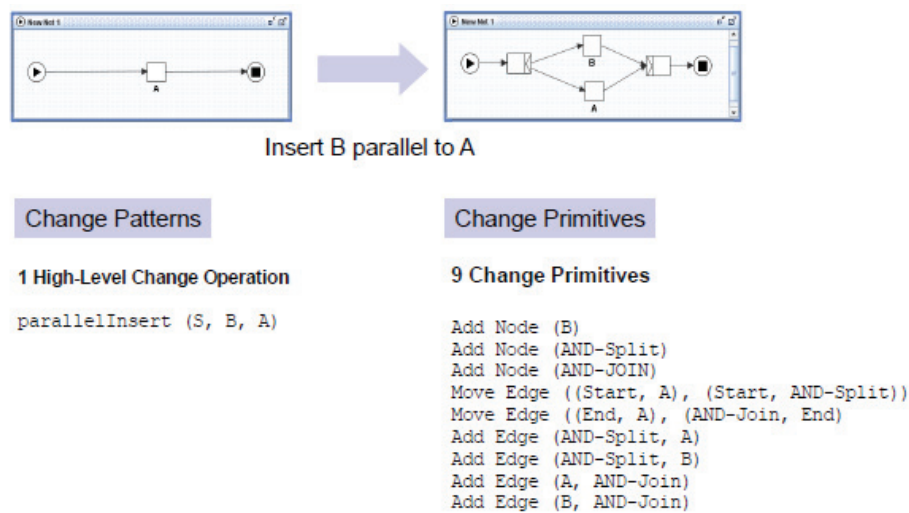 New Net 1
A
New Net 1
B
A
Insert B parallel to A
Change Patterns
1 High-Level Change Operation
parallelInsert (S, B, A)
Change Primitives
9 Change Primitives
Add Node (B)
Add Node (AND-Split)
Add Node (AND-JOIN)
Move Edge ((Start, A), (Start, AND-Split))
Move Edge ((End, A), (AND-Join, End)
Add Edge (AND-Split, A)
Add Edge (AND-Split, B)
Add Edge (A, AND-Join)
Add Edge (B, AND-Join)